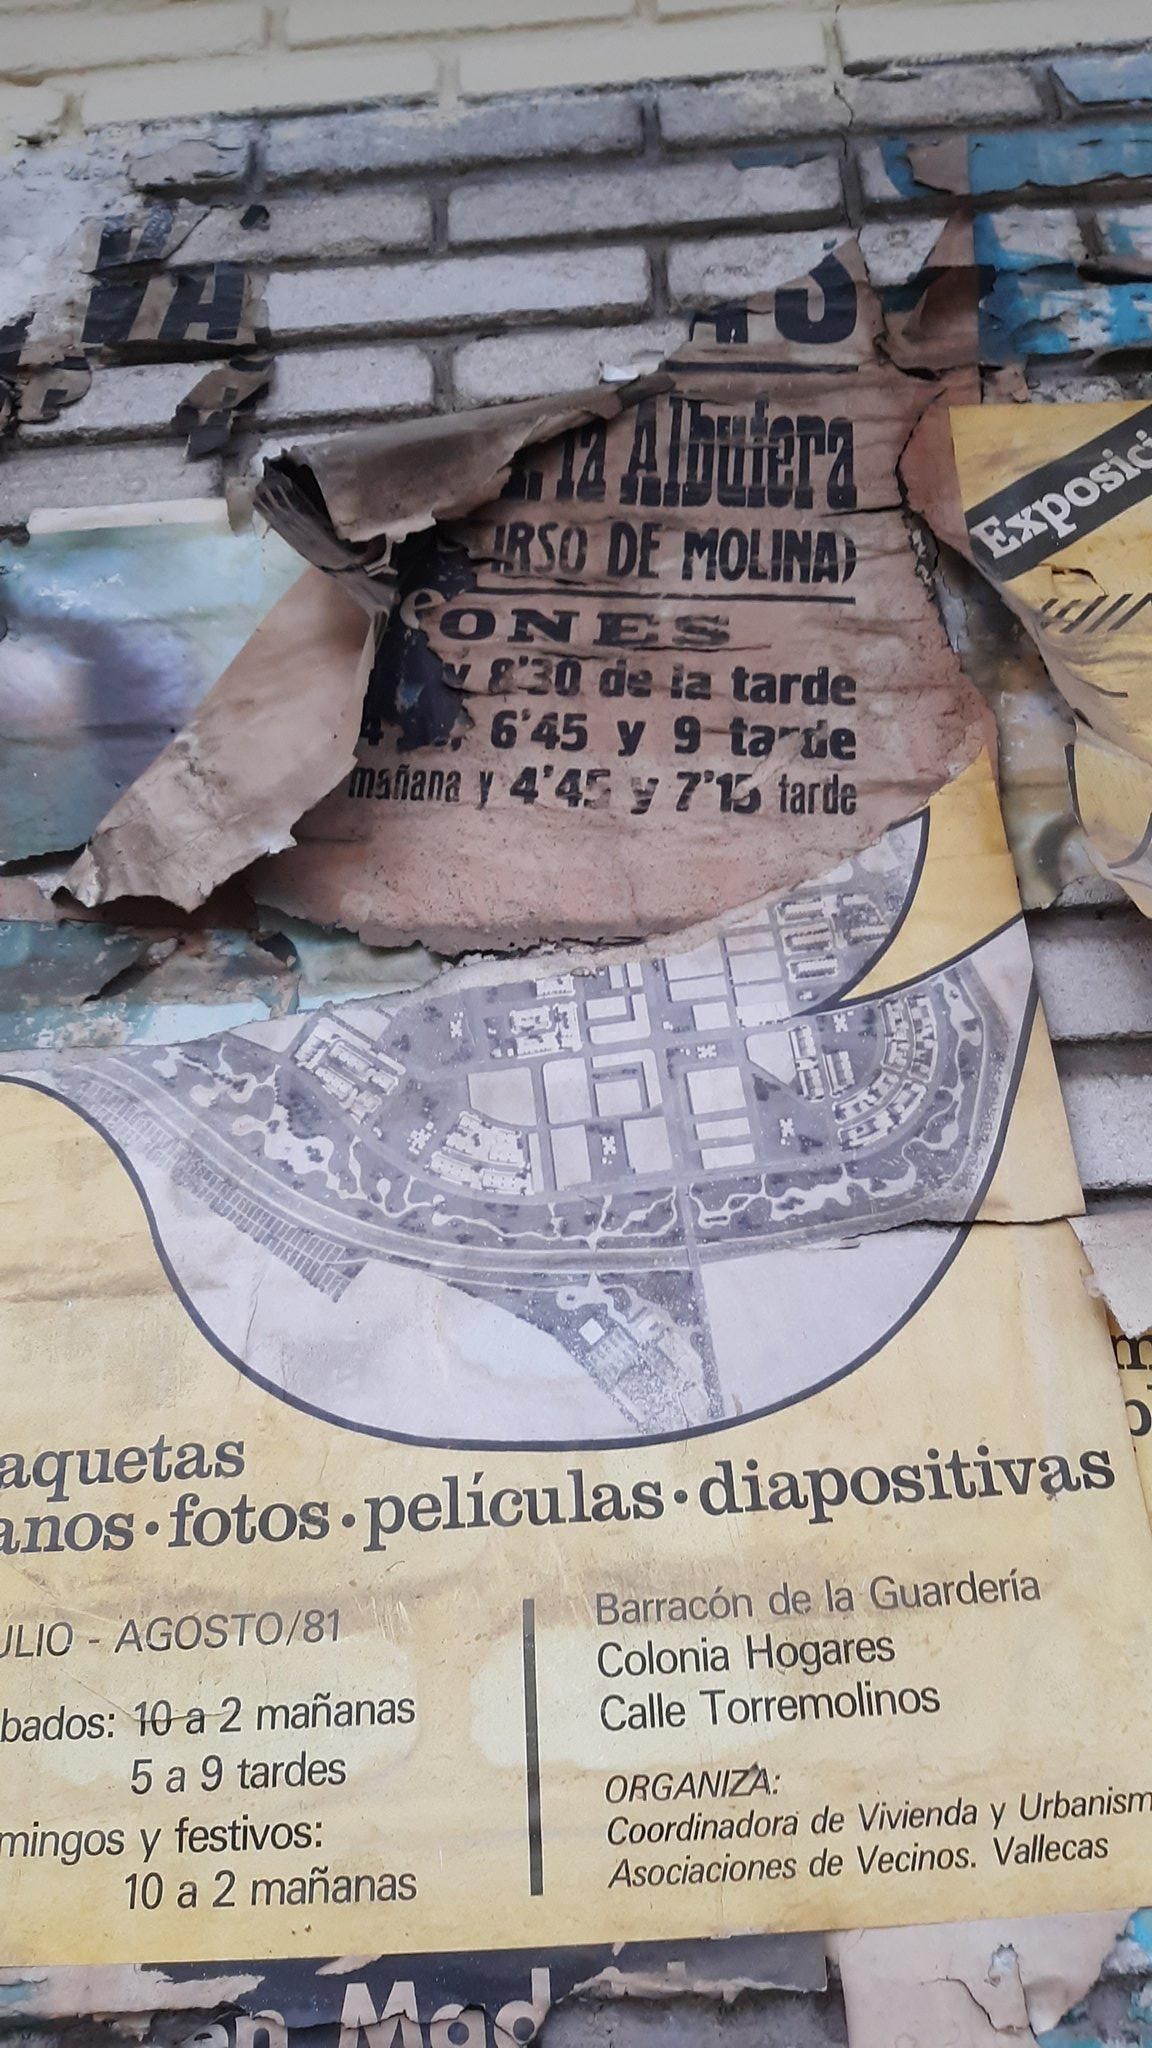 la Albufera
IRSO DE MOLINA)
ONES
y 8'30 de la tarde
6'45 y 9 tarde
mañana y 4'45 y 7'15 tarde
Exposic
aquetas
anos · fotos · películas · diapositivas
ULIO - AGOSTO/81
bados: 10 a 2 mañanas
5 a 9 tardes
mingos y festivos:
10 a 2 mañanas
Barracón de la Guardería
Colonia Hogares
Calle Torremolinos
ORGANIZA:
Coordinadora de Vivienda y Urbanism
Asociaciones de Vecinos. Vallecas
en Mad